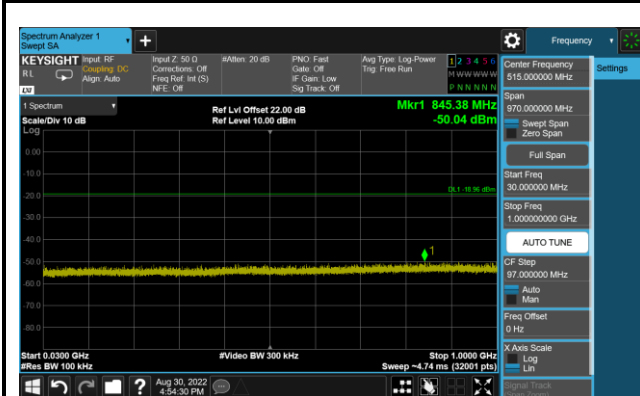 Spectrum Analyzer 1
Swept SA
Frequency
KEYSIGHT
RL
LXI
Input: RF
Coupling: DC
Align: Auto
Input Z: 50 Ω
Corrections: Off
Freq Ref: Int (S)
NFE: Off
#Atten: 20 dB
PNO: Fast
Gate: Off
IF Gain: Low
Sig Track: Off
Avg Type: Log-Power
Trig: Free Run
1 2 3 4 5 6
M W W W W W
P N N N N N
Center Frequency
515.000000 MHz
Settings
Span
970.000000 MHz
Swept Span
Zero Span
Full Span
Start Freq
30.000000 MHz
Stop Freq
1.000000000 GHz
AUTO TUNE
CF Step
97.000000 MHz
Auto
Man
Freq Offset
0 Hz
X Axis Scale
Log
Lin
Signal Track
1 Spectrum
Scale/Div 10 dB
Log
Ref Lvl Offset 22.00 dB
Ref Level 10.00 dBm
Mkr1 845.38 MHz
-50.04 dBm
0.00
-10.0
-20.0
-30.0
-40.0
-50.0
-60.0
-70.0
-80.0
DL1 -18.96 dBm
1
Start 0.0300 GHz
#Res BW 100 kHz
#Video BW 300 kHz
Stop 1.0000 GHz
Sweep ~4.74 ms (32001 pts)
?
Aug 30, 2022
4:54:30 PM